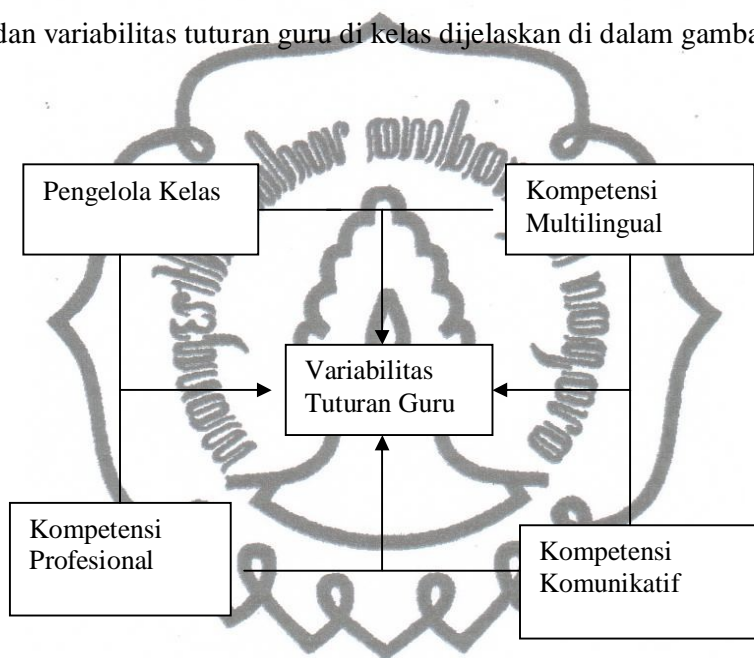 dan variabilitas tuturan guru di kelas dijelaskan di dalam gamba
Pengelola Kelas
Kompetensi
Multilingual
Variabilitas
Tuturan Guru
Kompetensi
Profesional
Kompetensi
Komunikatif